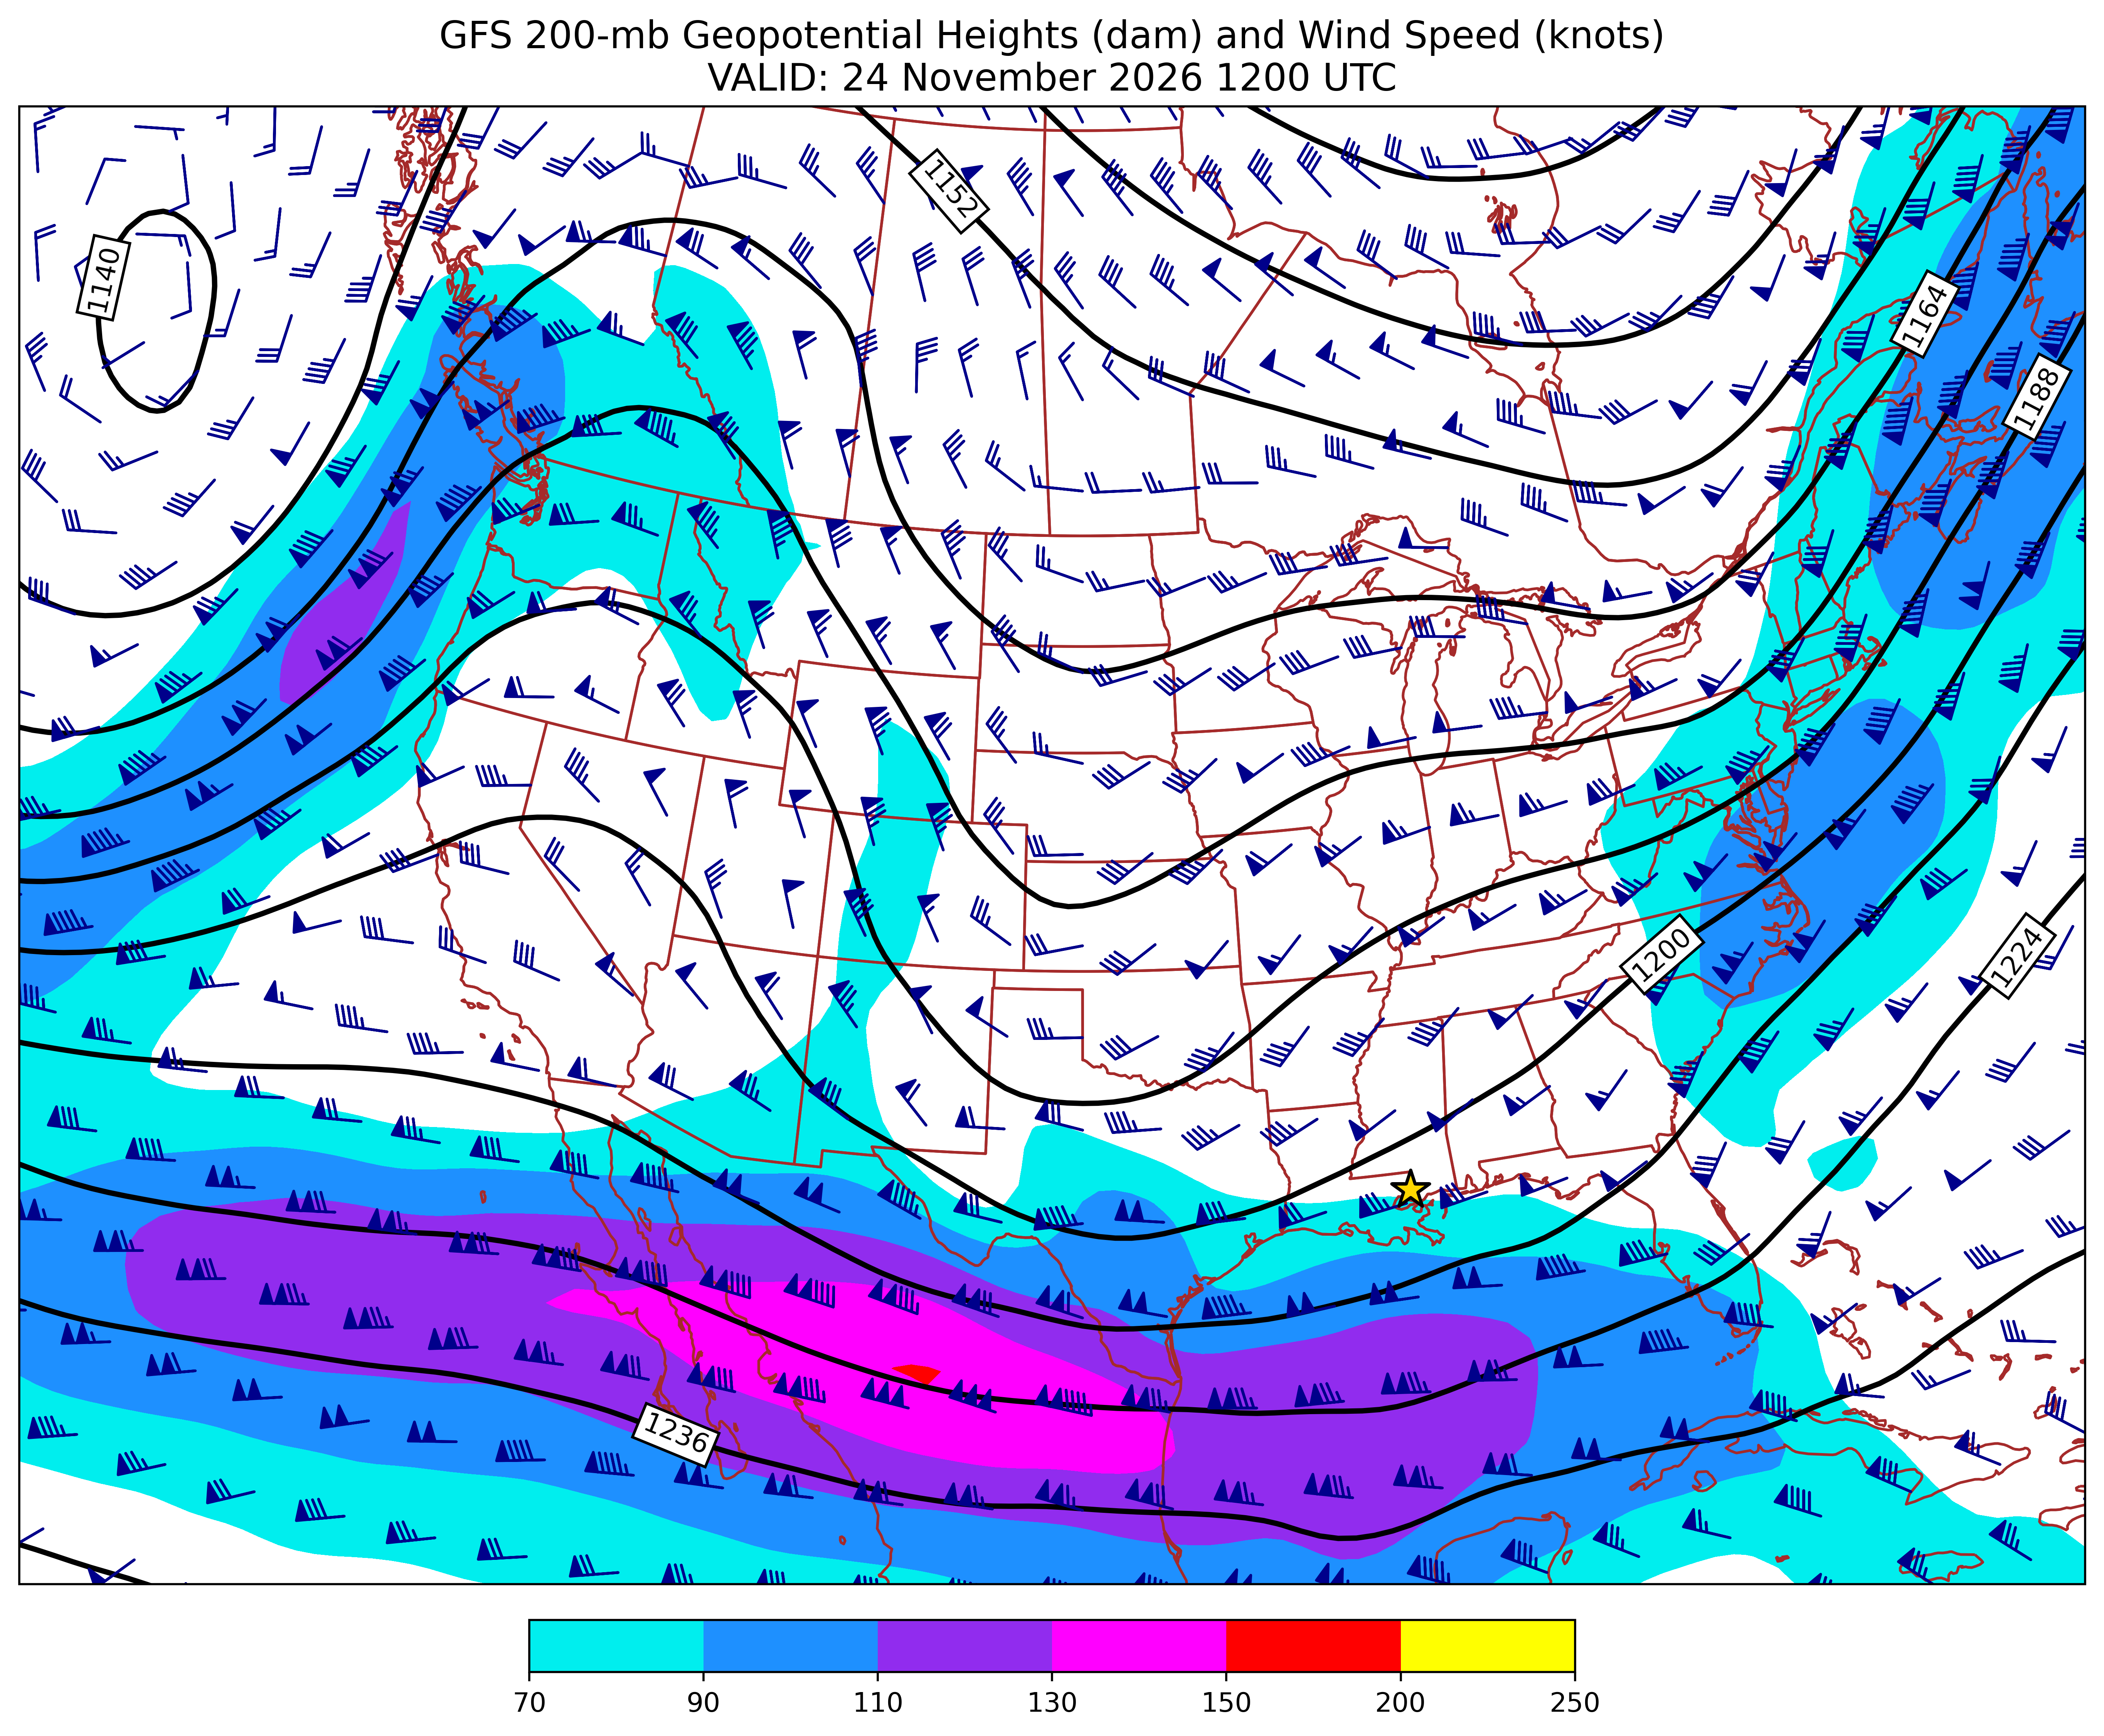 GFS 200-mb Geopotential Heights (dam) and Wind Speed (knots)
VALID: 24 November 2026 1200 UTC
1152
1140
1164
1188
1200
1224
1236
70 90 110 130 150 200 250